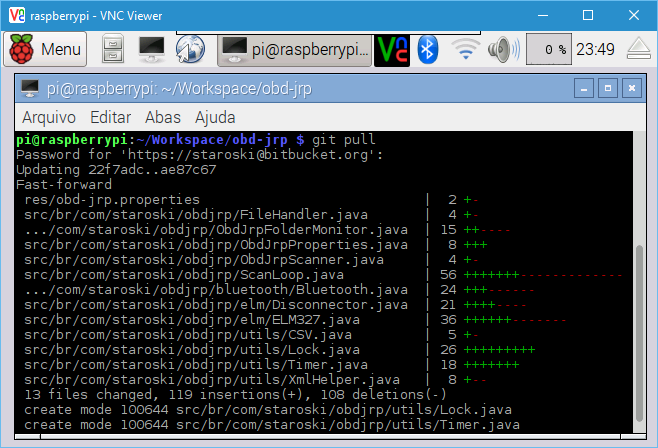 raspberrypi - VNC Viewer
Menu
pi@raspberrypi...
0 %
23:49
pi@raspberrypi: ~/Workspace/obd-jrp
Arquivo Editar Abas Ajuda
pi@raspberrypi:~/Workspace/obd-jrp $ git pull
Password for 'https://staroski@bitbucket.org':
Updating 22f7adc..ae87c67
Fast-forward
res/obd-jrp.properties | 2 +-
src/br/com/staroski/obdjrp/FileHandler.java | 4 +-
.../com/staroski/obdjrp/ObdJrpFolderMonitor.java | 15 ++----
src/br/com/staroski/obdjrp/ObdJrpProperties.java | 8 +++
src/br/com/staroski/obdjrp/ObdJrpScanner.java | 4 +-
src/br/com/staroski/obdjrp/ScanLoop.java | 56 +++++++-------------
.../com/staroski/obdjrp/bluetooth/Bluetooth.java | 24 +++------
src/br/com/staroski/obdjrp/elm/Disconnector.java | 21 ++++----
src/br/com/staroski/obdjrp/elm/ELM327.java | 36 ++++++-------
src/br/com/staroski/obdjrp/utils/CSV.java | 5 +-
src/br/com/staroski/obdjrp/utils/Lock.java | 26 +++++++++
src/br/com/staroski/obdjrp/utils/Timer.java | 18 +++++++
src/br/com/staroski/obdjrp/utils/XmlHelper.java | 8 +--
13 files changed, 119 insertions(+), 108 deletions(-)
create mode 100644 src/br/com/staroski/obdjrp/utils/Lock.java
create mode 100644 src/br/com/staroski/obdjrp/utils/Timer.java